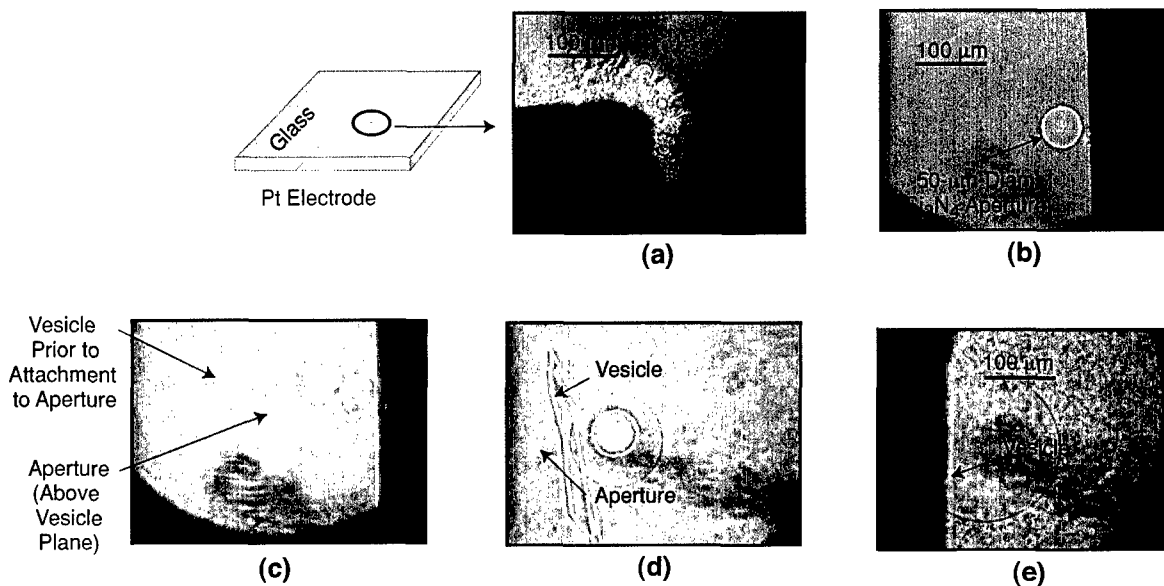 Glass
Pt Electrode
100 µm
(a)
100 µm
50-µm-Diam
Aperture
(b)
Vesicle
Prior to
Attachment
to Aperture
Aperture
(Above
Vesicle
Plane)
(c)
Vesicle
Aperture
(d)
100 µm
Vesicle
(e)